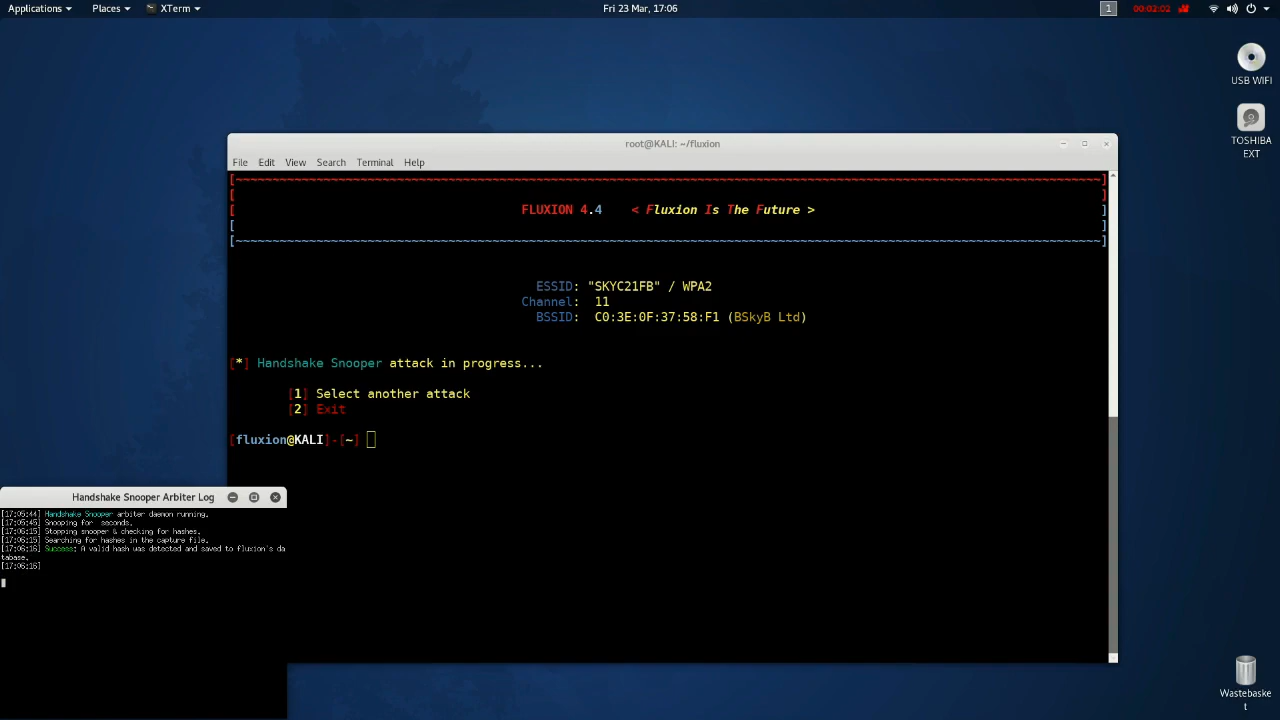 Applications Places XTerm Fri 23 Mar, 17:06 1 00:02:02
USB WIFI
TOSHIBA
EXT
root@KALI: ~/fluxion
File Edit View Search Terminal Help
[~~~~~~~~~~~~~~~~~~~~~~~~~~~~~~~~~~~~~~~~~~~~~~~~~~~~~~~~~~~~~~~~~~~~~~~~~~~~~~~~~~~~~~~~~~~~~~~~~~~~~~~~~~~~~~~~~~~~~~]
[ ]
[ FLUXION 4.4 < Fluxion Is The Future > ]
[ ]
[~~~~~~~~~~~~~~~~~~~~~~~~~~~~~~~~~~~~~~~~~~~~~~~~~~~~~~~~~~~~~~~~~~~~~~~~~~~~~~~~~~~~~~~~~~~~~~~~~~~~~~~~~~~~~~~~~~~~~~]
ESSID: "SKYC21FB" / WPA2
Channel: 11
BSSID: C0:3E:0F:37:58:F1 (BSkyB Ltd)
[*] Handshake Snooper attack in progress...
[1] Select another attack
[2] Exit
[fluxion@KALI]-[~]
Handshake Snooper Arbiter Log
[17:05:44] Handshake Snooper arbiter daemon running.
[17:05:45] Snooping for  seconds.
[17:06:15] Stopping snooper & checking for hashes.
[17:06:15] Searching for hashes in the capture file.
[17:06:16] Success: A valid hash was detected and saved to fluxion's da
tabase.
[17:06:16]
Wastebaske
t